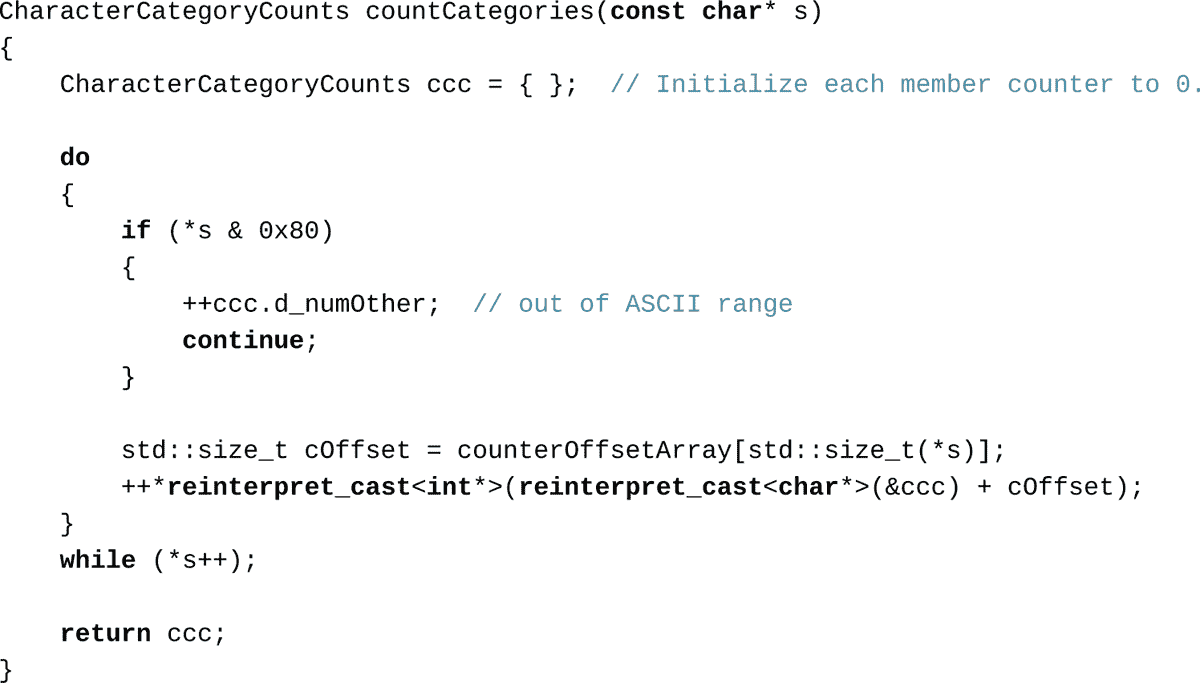 CharacterCategoryCounts countCategories(const char* s)
{
    CharacterCategoryCounts ccc = { };  // Initialize each member counter to 0.

    do
    {
        if (*s & 0x80)
        {
            ++ccc.d_numOther;  // out of ASCII range
            continue;
        }

        std::size_t cOffset = counterOffsetArray[std::size_t(*s)];
        ++*reinterpret_cast<int*>(reinterpret_cast<char*>(&ccc) + cOffset);
    }
    while (*s++);

    return ccc;
}